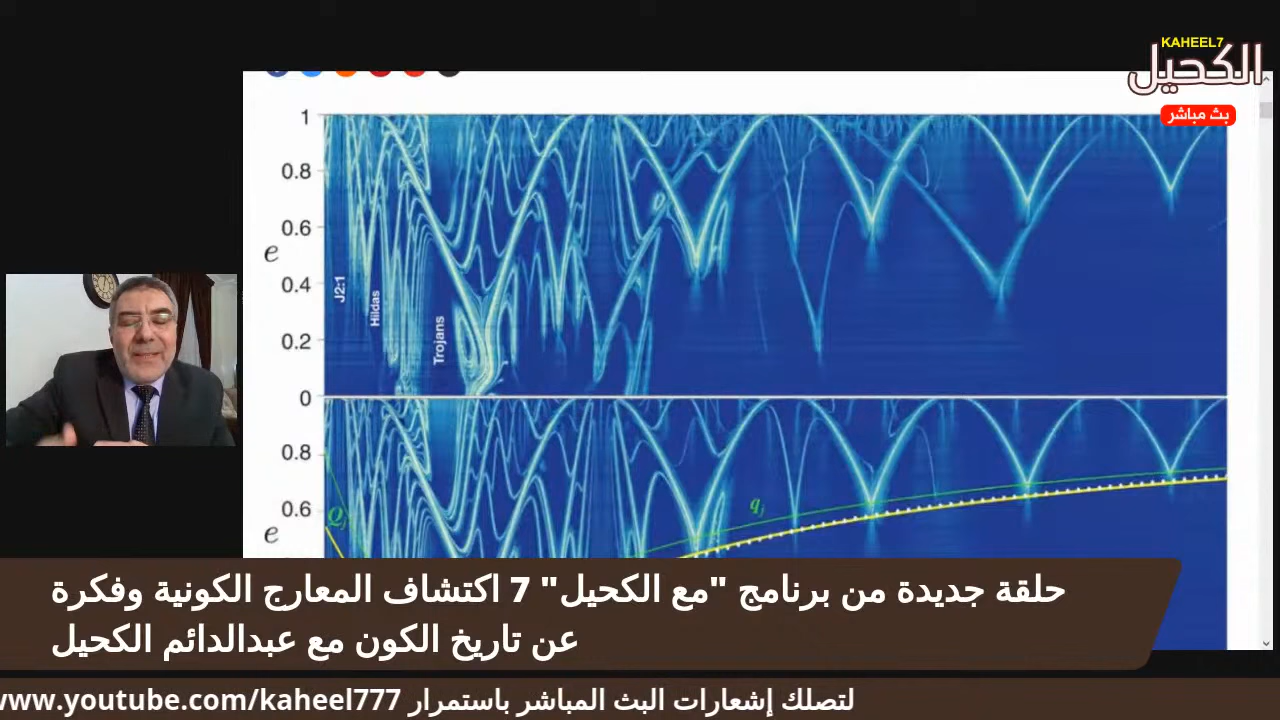 KAHEEL7
الكحيل
بث مباشر
1
0.8
0.6
e
0.4
0.2
0
J2:1
Hildas
Trojans
0.8
0.6
e
Qj
qj
حلقة جديدة من برنامج "مع الكحيل" 7 اكتشاف المعارج الكونية وفكرة
عن تاريخ الكون مع عبدالدائم الكحيل
لتصلك إشعارات البث المباشر باستمرار www.youtube.com/kaheel777